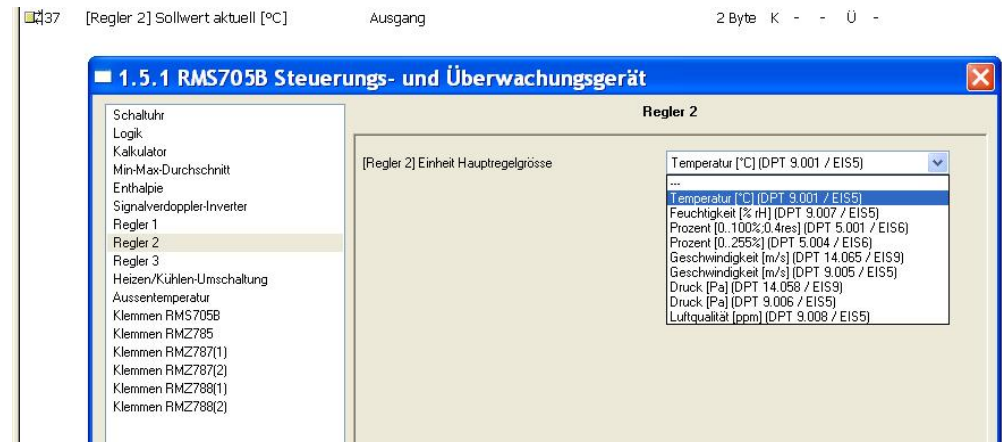 37 [Regler 2] Sollwert aktuell [°C] Ausgang 2 Byte K - - Ü -
1.5.1 RMS705B Steuerungs- und Überwachungsgerät
Schaltuhr
Logik
Kalkulator
Min-Max-Durchschnitt
Enthalpie
Signalverdoppler-Inverter
Regler 1
Regler 2
Regler 3
Heizen/Kühlen-Umschaltung
Aussentemperatur
Klemmen RMS705B
Klemmen RMZ785
Klemmen RMZ787(1)
Klemmen RMZ787(2)
Klemmen RMZ788(1)
Klemmen RMZ788(2)
Regler 2
[Regler 2] Einheit Hauptregelgrösse
Temperatur [°C] (DPT 9.001 / EIS5)
---
Temperatur [°C] (DPT 9.001 / EIS5)
Feuchtigkeit [% rH] (DPT 9.007 / EIS5)
Prozent [0..100%;0.4res] (DPT 5.001 / EIS6)
Prozent [0..255%] (DPT 5.004 / EIS6)
Geschwindigkeit [m/s] (DPT 14.065 / EIS9)
Geschwindigkeit [m/s] (DPT 9.005 / EIS5)
Druck [Pa] (DPT 14.058 / EIS9)
Druck [Pa] (DPT 9.006 / EIS5)
Luftqualität [ppm] (DPT 9.008 / EIS5)